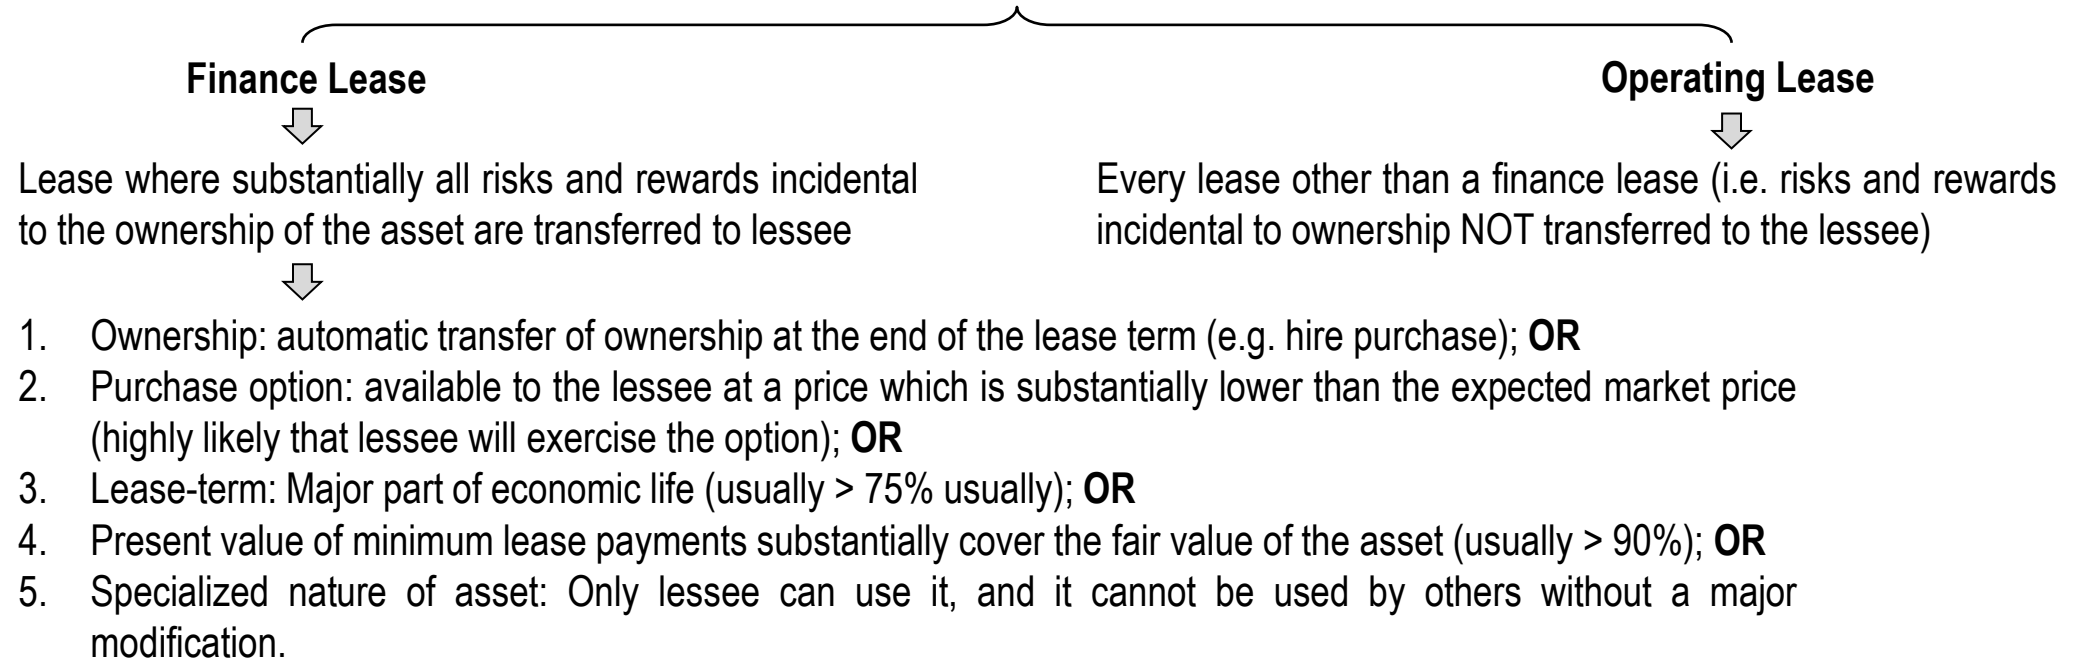 Finance Lease
Operating Lease
Lease where substantially all risks and rewards incidental
to the ownership of the asset are transferred to lessee
Every lease other than a finance lease (i.e. risks and rewards
incidental to ownership NOT transferred to the lessee)
1. Ownership: automatic transfer of ownership at the end of the lease term (e.g. hire purchase); OR
2. Purchase option: available to the lessee at a price which is substantially lower than the expected market price
(highly likely that lessee will exercise the option); OR
3. Lease-term: Major part of economic life (usually > 75% usually); OR
4. Present value of minimum lease payments substantially cover the fair value of the asset (usually > 90%); OR
5. Specialized nature of asset: Only lessee can use it, and it cannot be used by others without a major
modification.